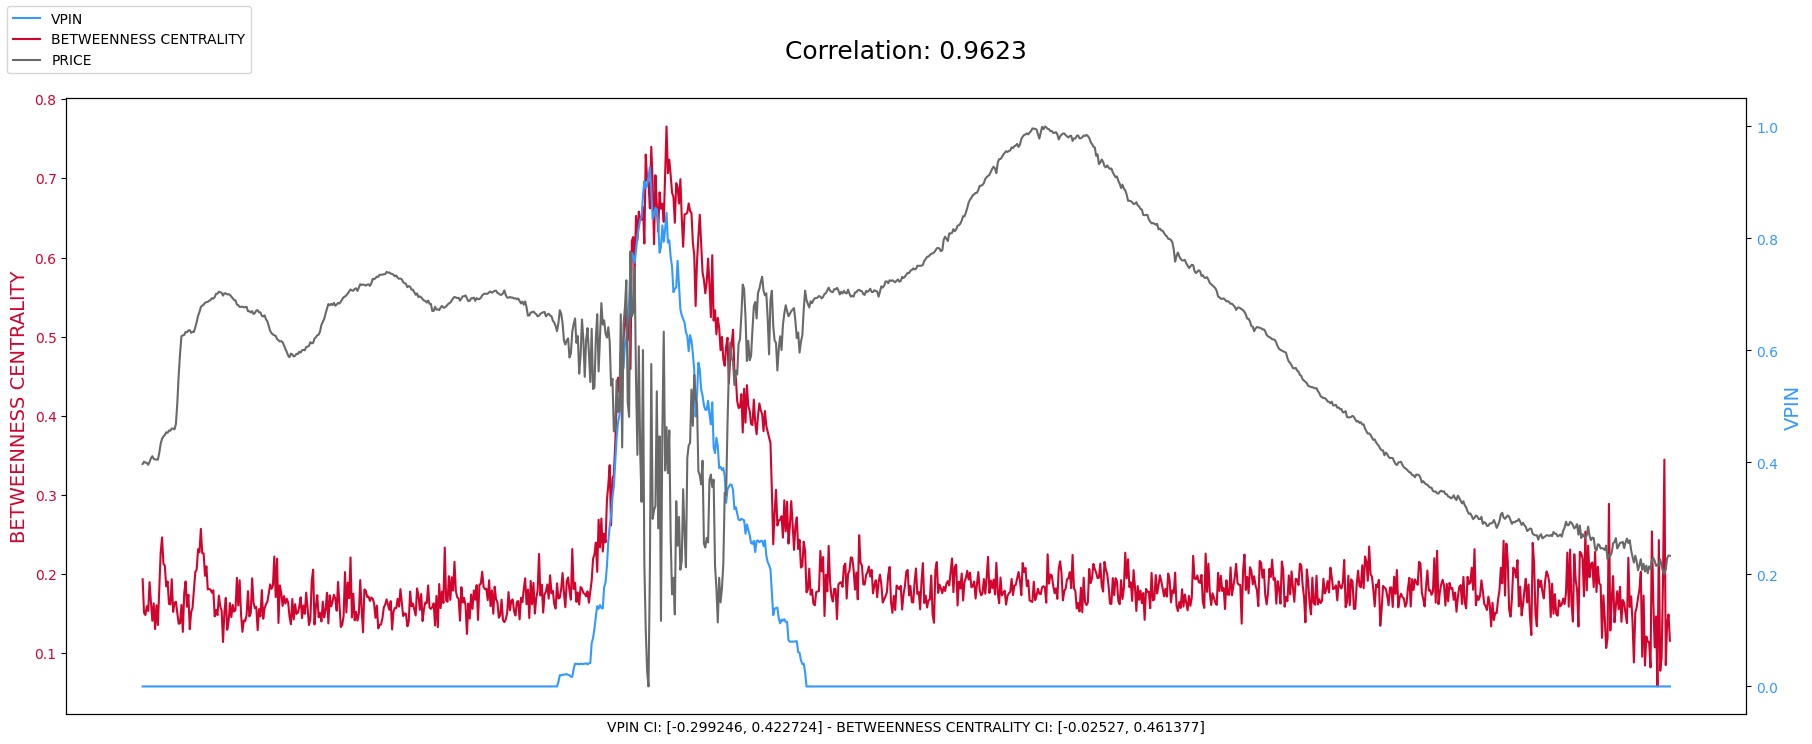 VPIN
BETWEENNESS CENTRALITY
PRICE
Correlation: 0.9623
BETWEENNESS CENTRALITY
0.8
0.7
0.6
0.5
0.4
0.3
0.2
0.1
1.0
0.8
0.6
0.4
0.2
0.0
VPIN
VPIN CI: [-0.299246, 0.422724] - BETWEENNESS CENTRALITY CI: [-0.02527, 0.461377]